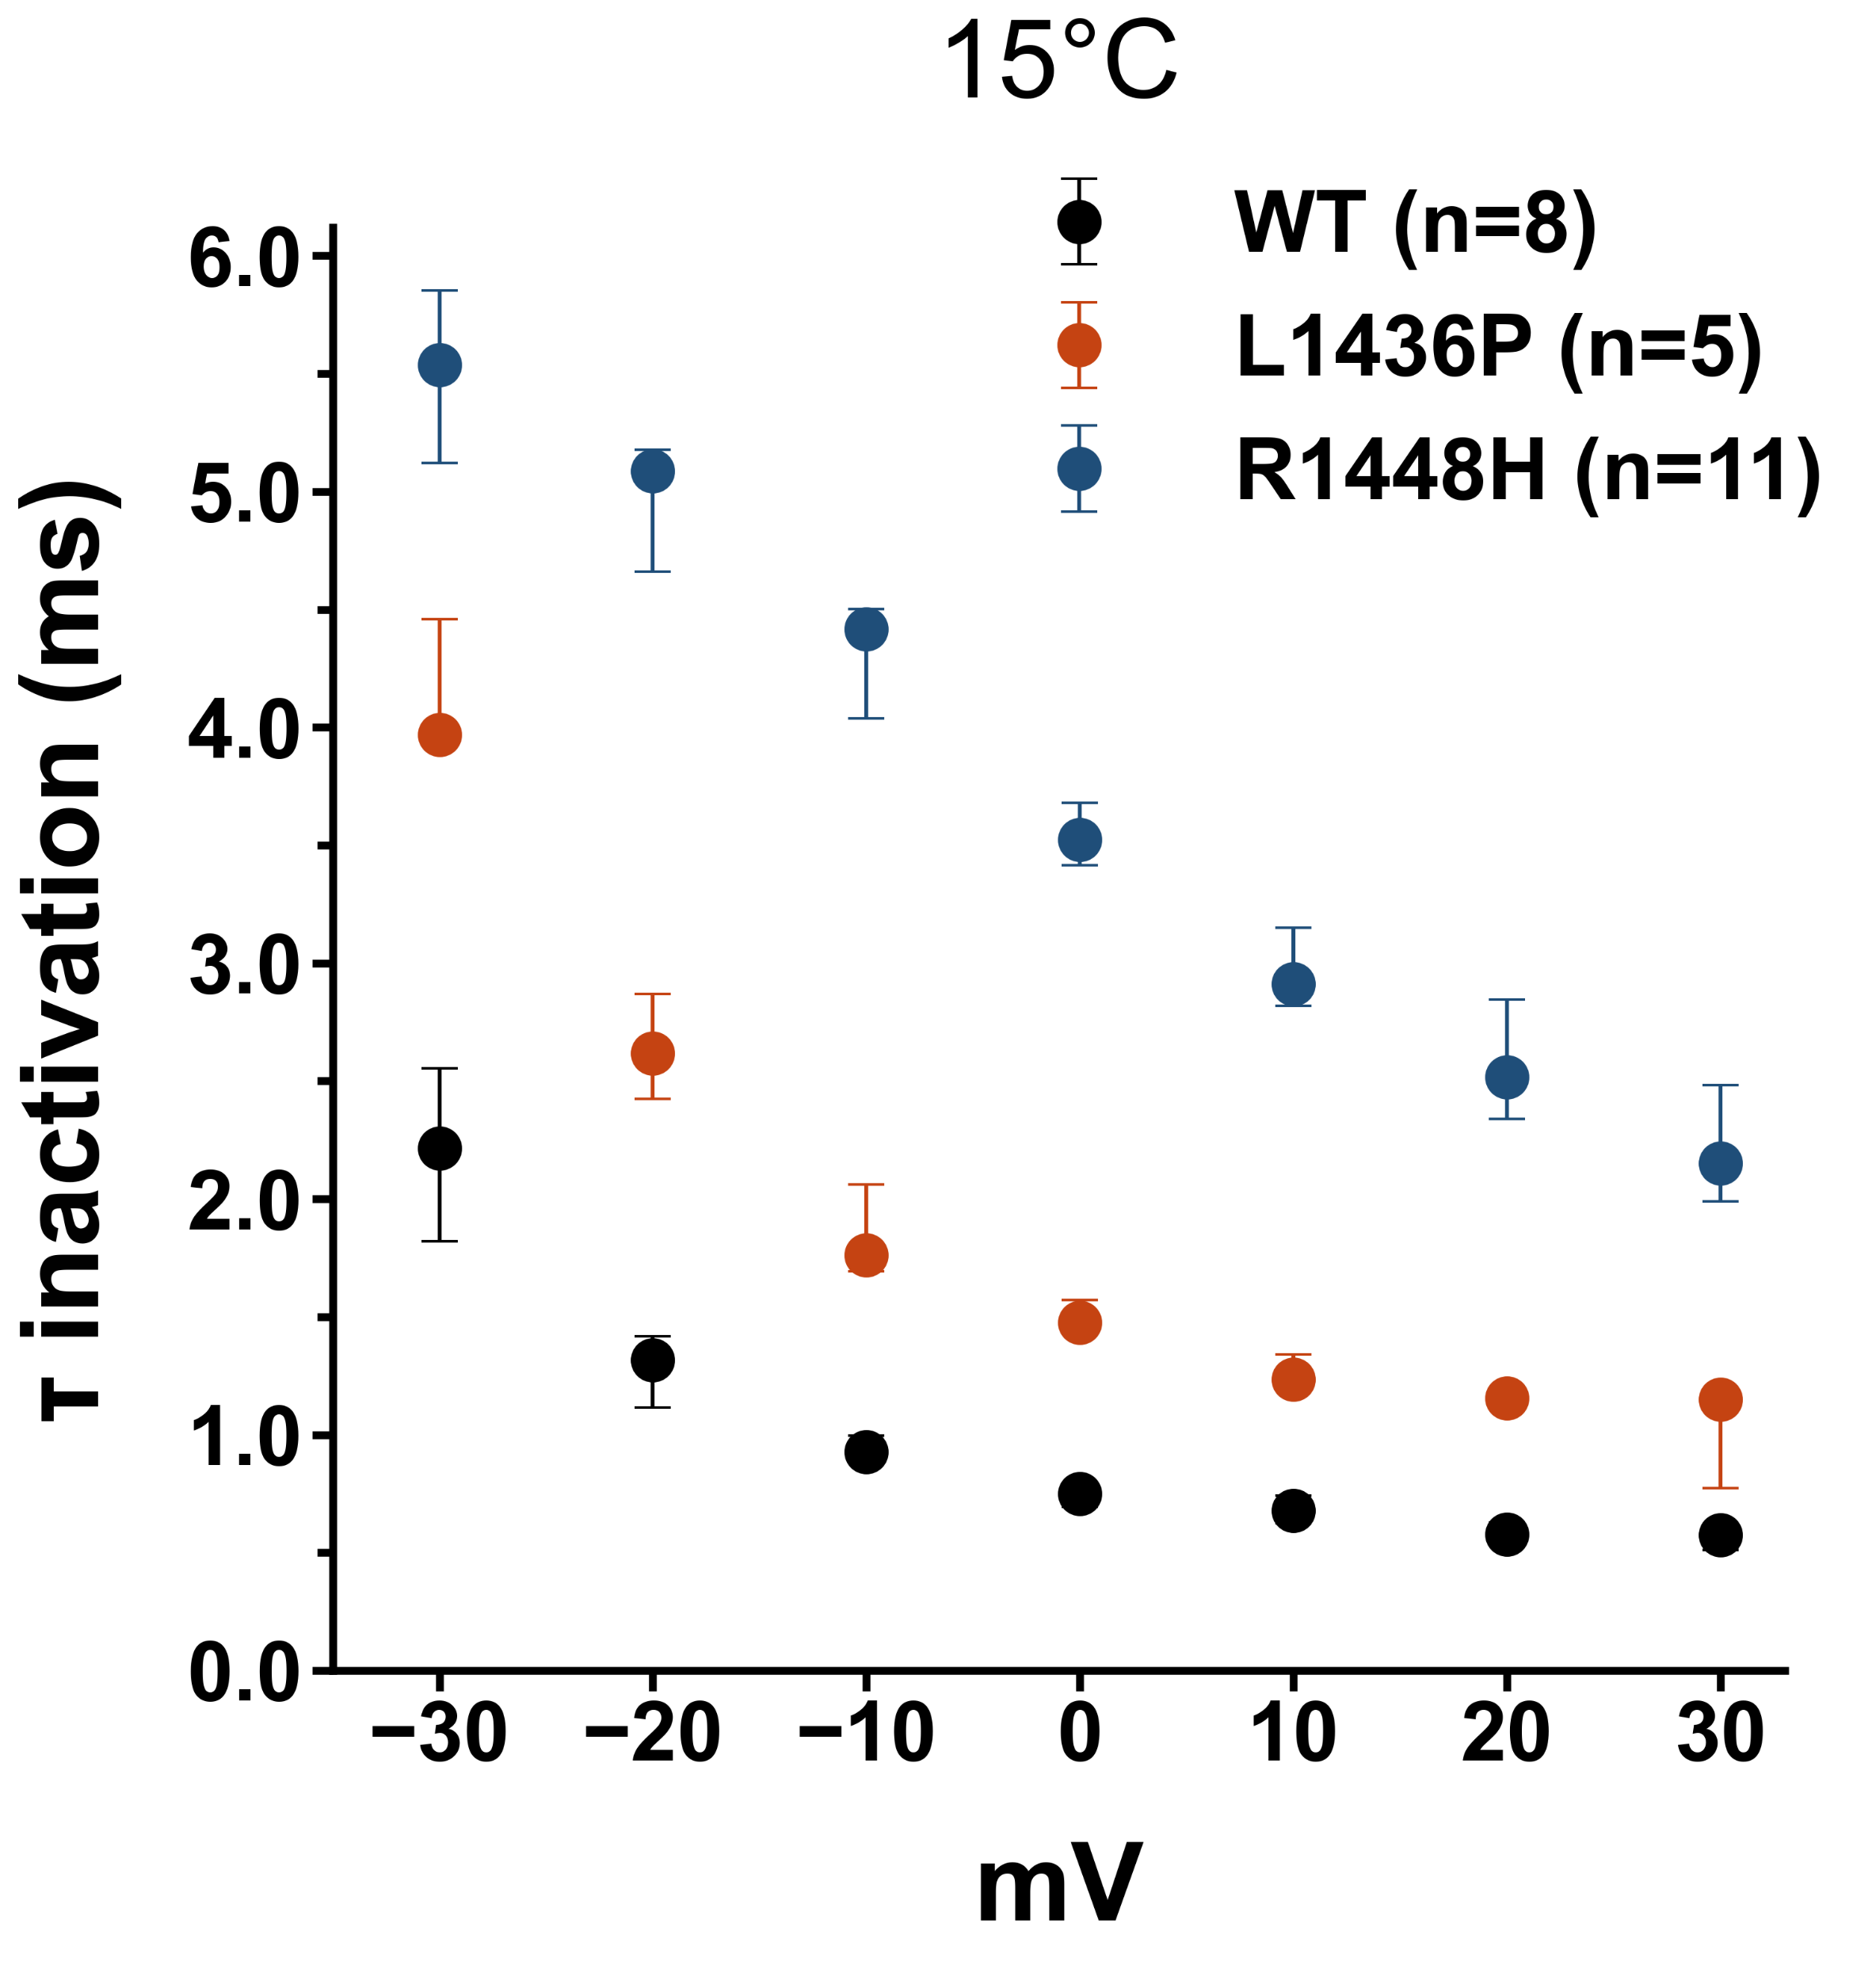 15°C
WT (n=8)
L1436P (n=5)
R1448H (n=11)
τ inactivation (ms)
6.0
5.0
4.0
3.0
2.0
1.0
0.0
−30 −20 −10 0 10 20 30
mV